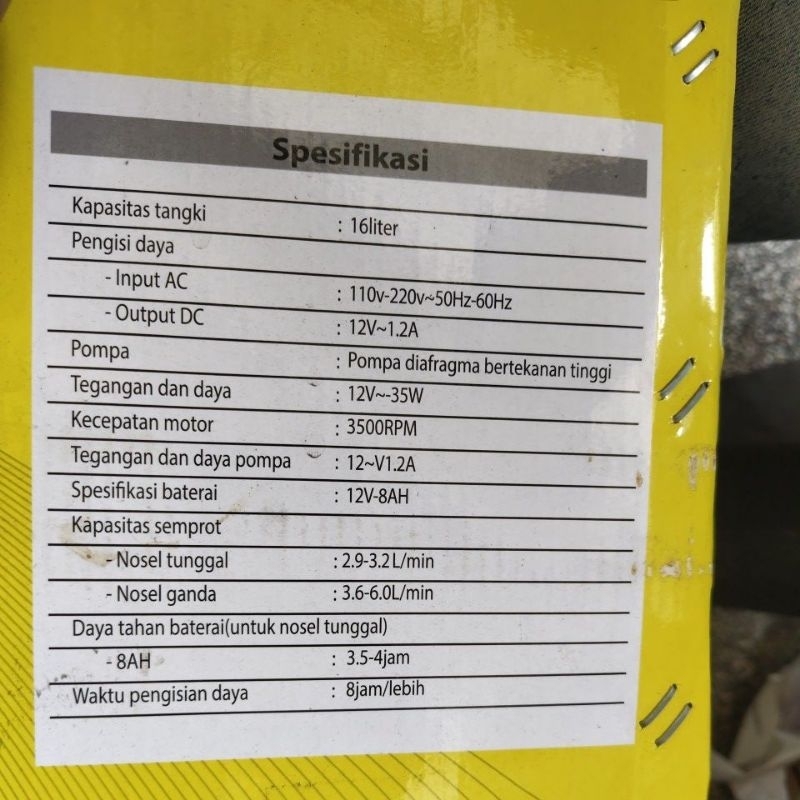 Spesifikasi
Kapasitas tangki : 16liter
Pengisi daya
- Input AC : 110v-220v~50Hz-60Hz
- Output DC : 12V~1.2A
Pompa : Pompa diafragma bertekanan tinggi
Tegangan dan daya : 12V~-35W
Kecepatan motor : 3500RPM
Tegangan dan daya pompa : 12~V1.2A
Spesifikasi baterai : 12V-8AH
Kapasitas semprot
- Nosel tunggal : 2.9-3.2L/min
- Nosel ganda : 3.6-6.0L/min
Daya tahan baterai(untuk nosel tunggal)
- 8AH : 3.5-4jam
Waktu pengisian daya : 8jam/lebih